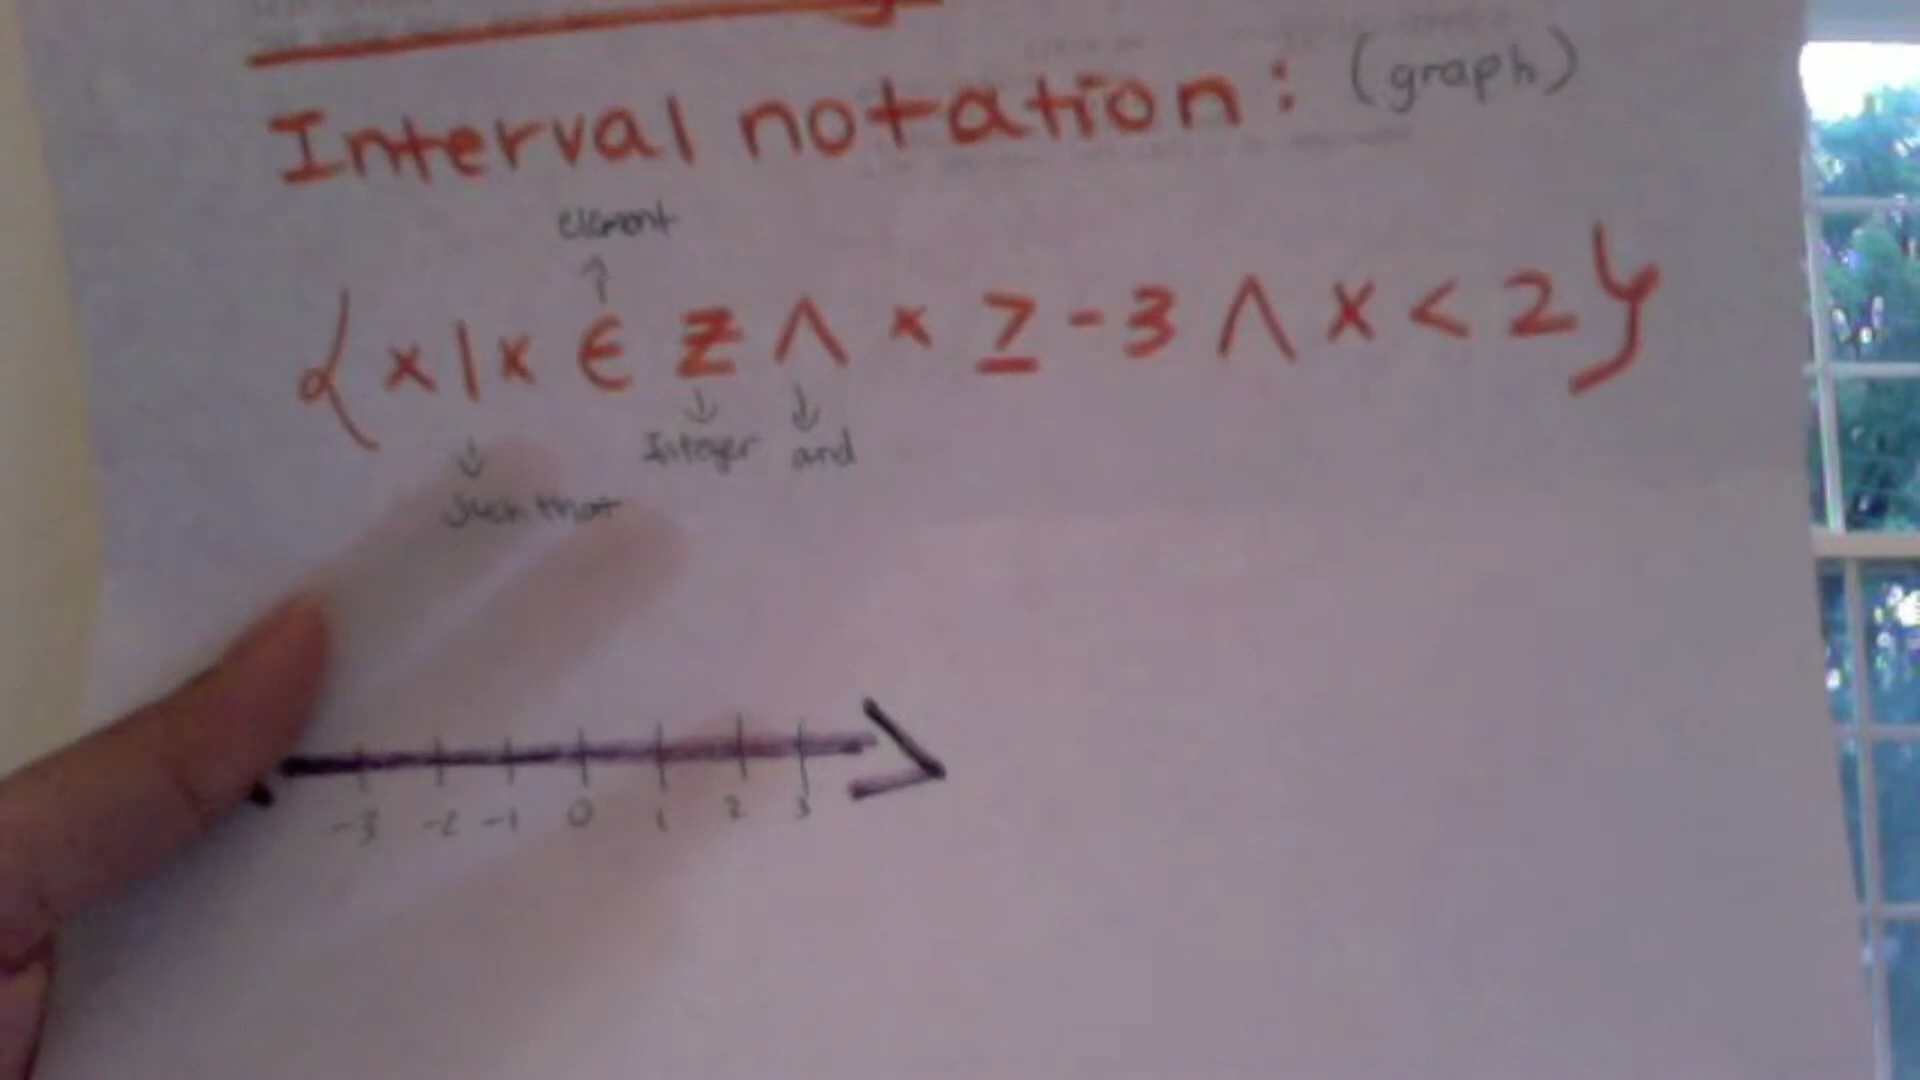 Interval notation: (graph)
element
{x|x ∈ Z ∧ x ≥ -3 ∧ x < 2}
Integer and
Such that
-3 -2 -1 0 1 2 3